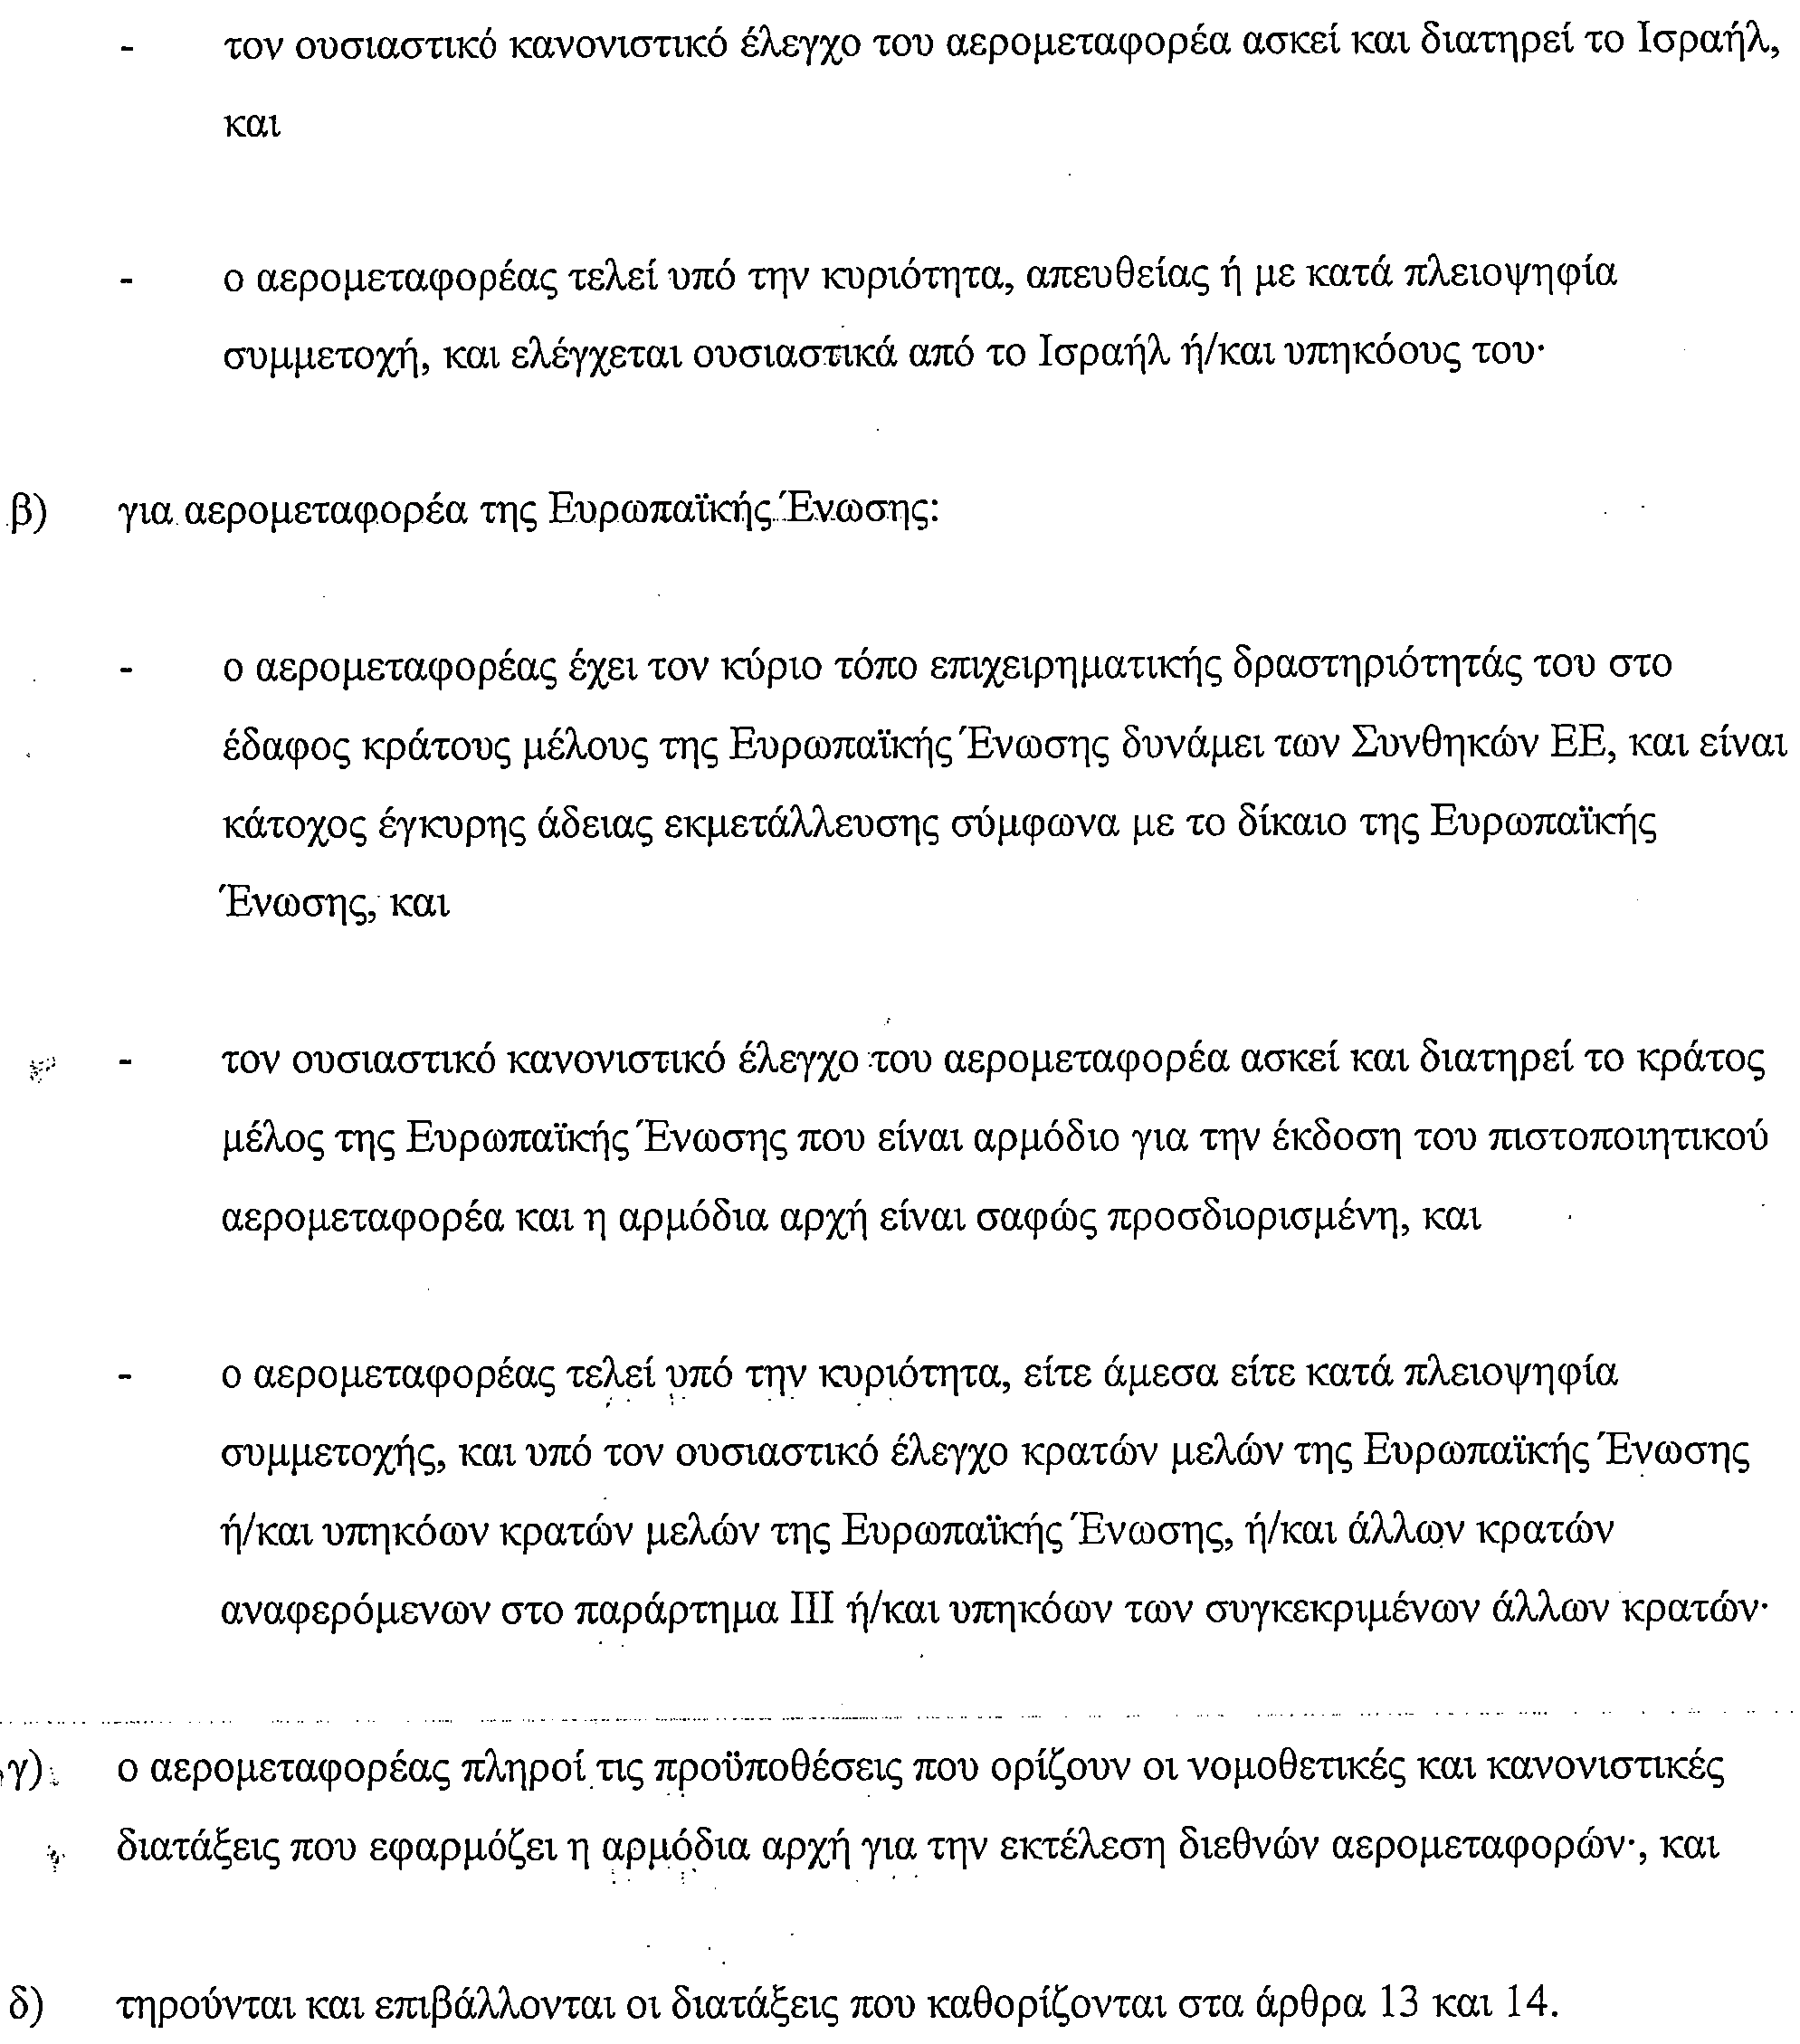 - τον ουσιαστικό κανονιστικό έλεγχο του αερομεταφορέα ασκεί και διατηρεί το Ισραήλ,
και
- ο αερομεταφορέας τελεί υπό την κυριότητα, απευθείας ή με κατά πλειοψηφία
συμμετοχή, και ελέγχεται ουσιαστικά από το Ισραήλ ή/και υπηκόους του·
β) για αερομεταφορέα της Ευρωπαϊκής Ένωσης:
- ο αερομεταφορέας έχει τον κύριο τόπο επιχειρηματικής δραστηριότητάς του στο
έδαφος κράτους μέλους της Ευρωπαϊκής Ένωσης δυνάμει των Συνθηκών ΕΕ, και είναι
κάτοχος έγκυρης άδειας εκμετάλλευσης σύμφωνα με το δίκαιο της Ευρωπαϊκής
Ένωσης, και
- τον ουσιαστικό κανονιστικό έλεγχο του αερομεταφορέα ασκεί και διατηρεί το κράτος
μέλος της Ευρωπαϊκής Ένωσης που είναι αρμόδιο για την έκδοση του πιστοποιητικού
αερομεταφορέα και η αρμόδια αρχή είναι σαφώς προσδιορισμένη, και
- ο αερομεταφορέας τελεί υπό την κυριότητα, είτε άμεσα είτε κατά πλειοψηφία
συμμετοχής, και υπό τον ουσιαστικό έλεγχο κρατών μελών της Ευρωπαϊκής Ένωσης
ή/και υπηκόων κρατών μελών της Ευρωπαϊκής Ένωσης, ή/και άλλων κρατών
αναφερόμενων στο παράρτημα III ή/και υπηκόων των συγκεκριμένων άλλων κρατών·
γ) ο αερομεταφορέας πληροί τις προϋποθέσεις που ορίζουν οι νομοθετικές και κανονιστικές
διατάξεις που εφαρμόζει η αρμόδια αρχή για την εκτέλεση διεθνών αερομεταφορών·, και
δ) τηρούνται και επιβάλλονται οι διατάξεις που καθορίζονται στα άρθρα 13 και 14.